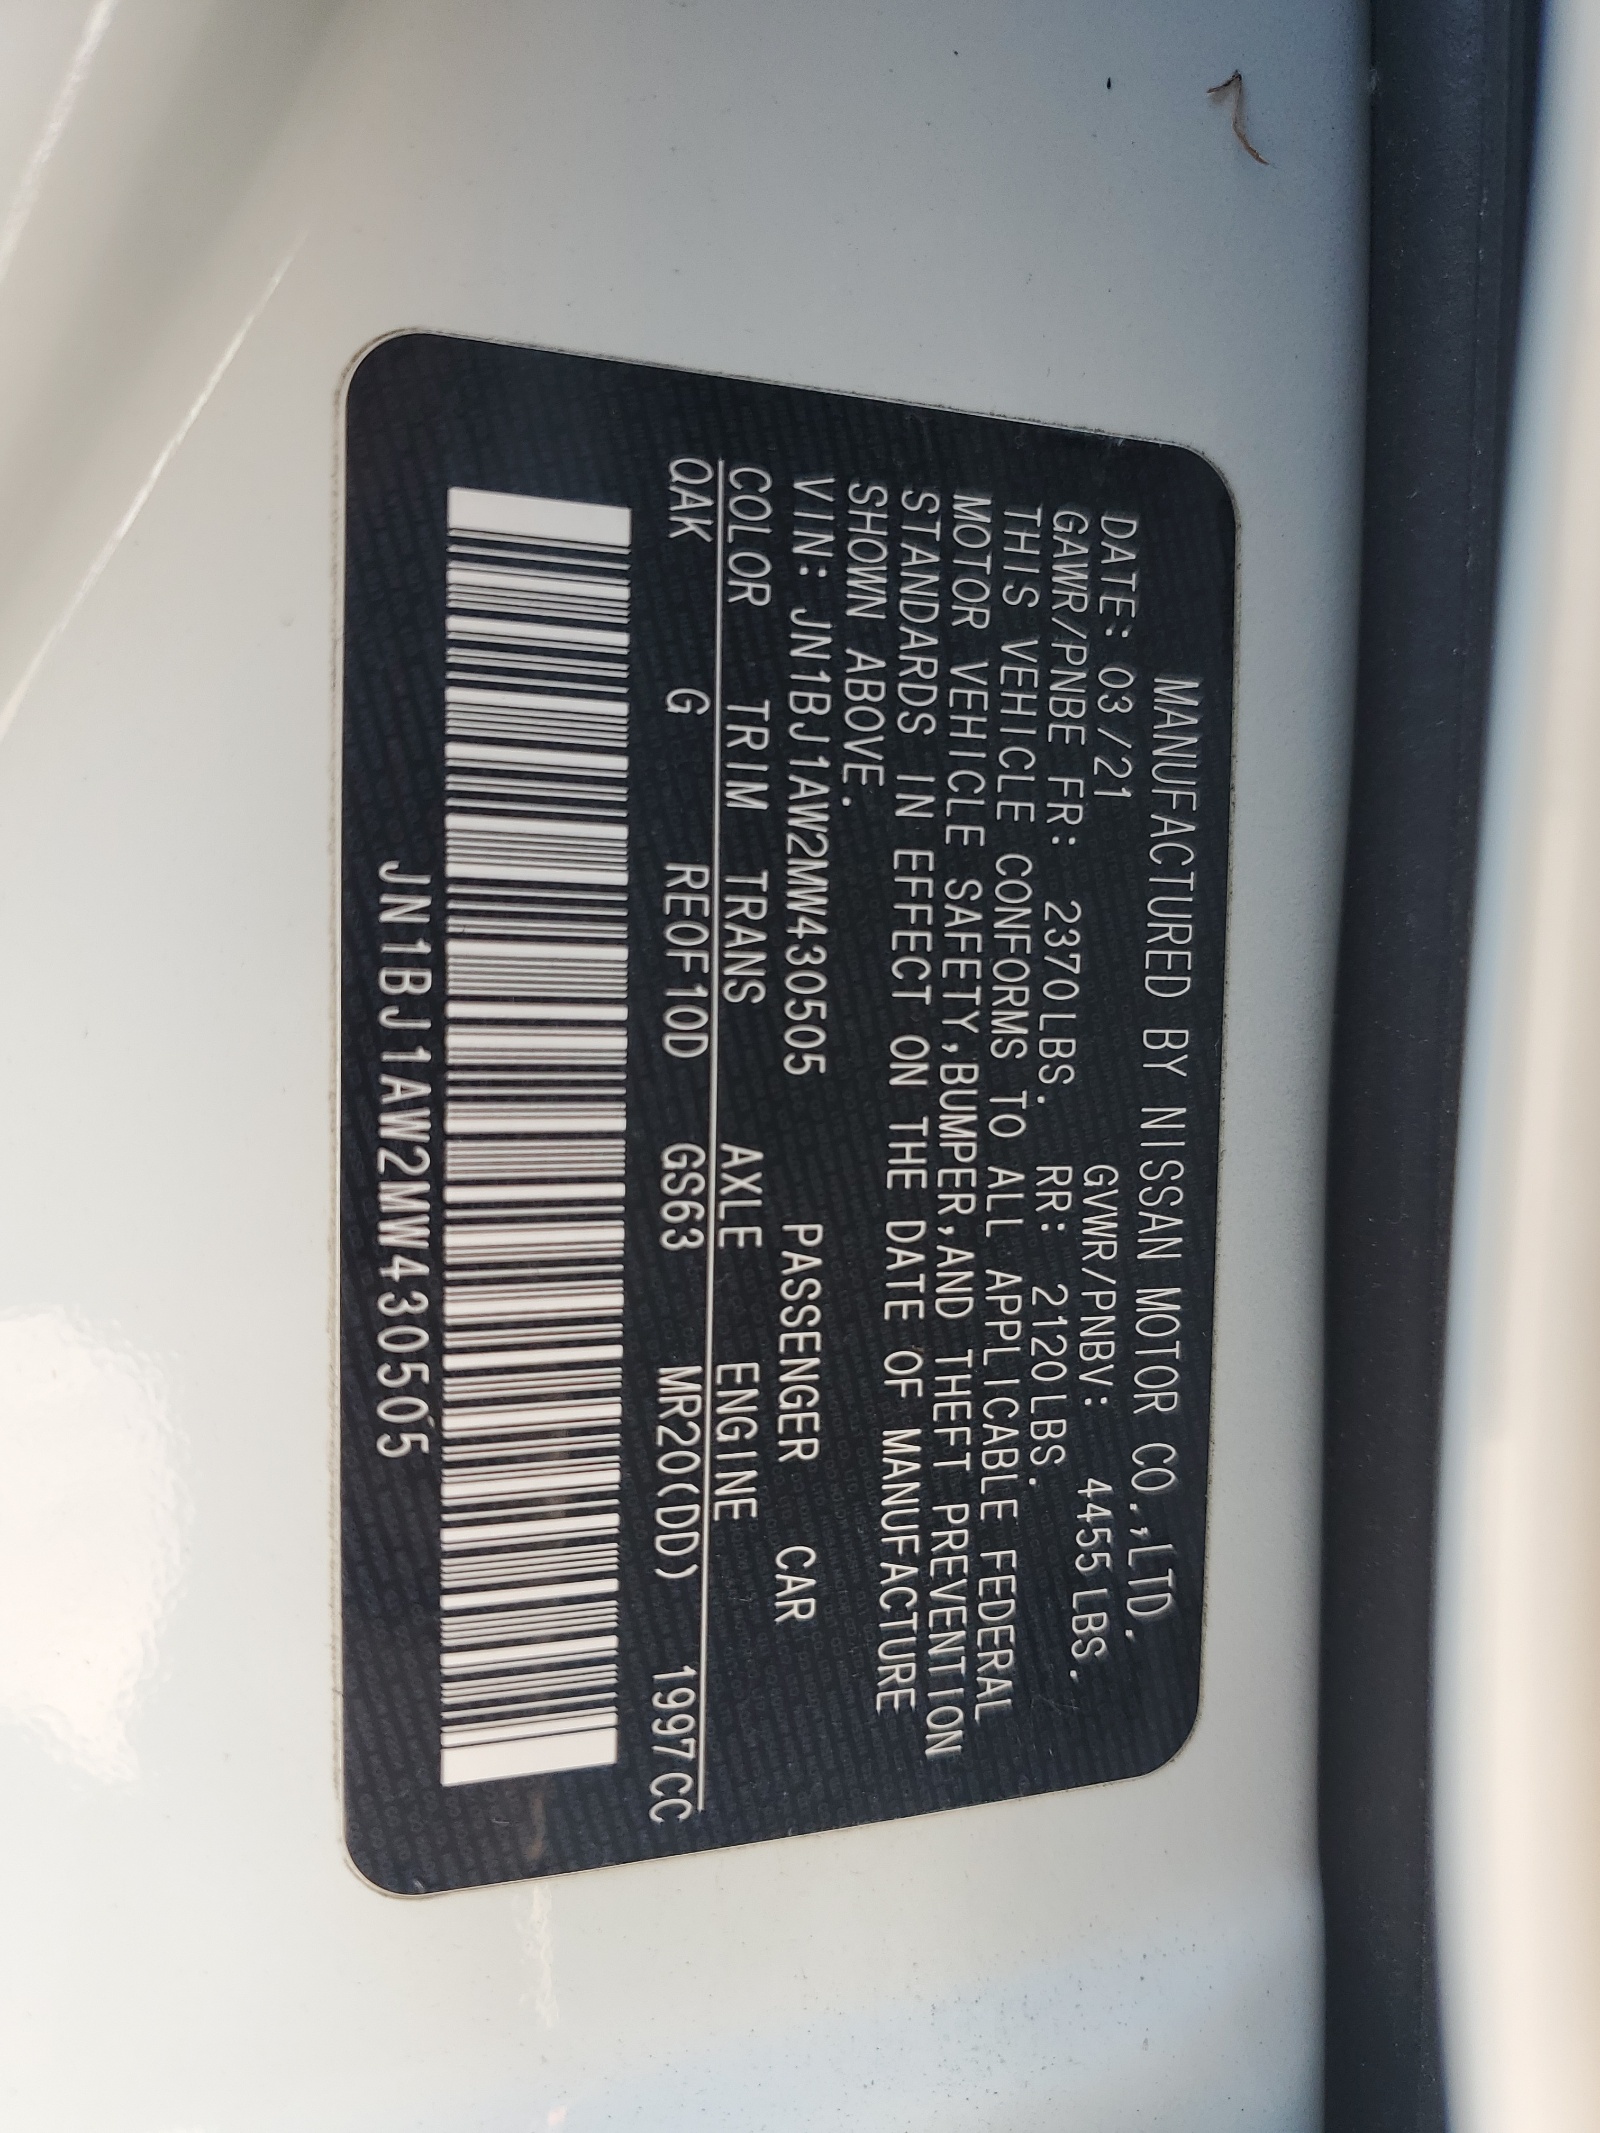 MANUFACTURED BY NISSAN MOTOR CO.,LTD.
DATE: 03/21 GVWR/PNBV: 4455 LBS.
GAWR/PNBE FR: 2370LBS. RR: 2120LBS.
THIS VEHICLE CONFORMS TO ALL APPLICABLE FEDERAL
MOTOR VEHICLE SAFETY,BUMPER,AND THEFT PREVENTION
STANDARDS IN EFFECT ON THE DATE OF MANUFACTURE
SHOWN ABOVE.
VIN: JN1BJ1AW2MW430505 PASSENGER CAR
COLOR TRIM TRANS AXLE ENGINE
QAK G RE0F10D GS63 MR20(DD) 1997CC
JN1BJ1AW2MW430505